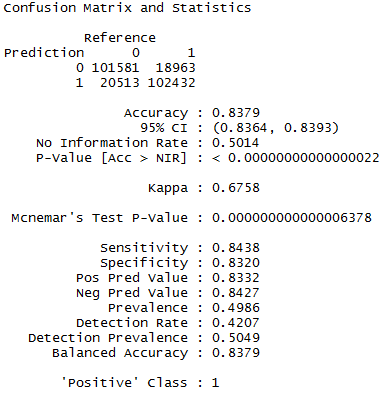 Confusion Matrix and Statistics
Reference
Prediction 0 1
0 101581 18963
1 20513 102432
Accuracy : 0.8379
95% CI : (0.8364, 0.8393)
No Information Rate : 0.5014
P-Value [Acc > NIR] : < 0.00000000000000022
Kappa : 0.6758
Mcnemar's Test P-Value : 0.000000000000006378
Sensitivity : 0.8438
Specificity : 0.8320
Pos Pred Value : 0.8332
Neg Pred Value : 0.8427
Prevalence : 0.4986
Detection Rate : 0.4207
Detection Prevalence : 0.5049
Balanced Accuracy : 0.8379
'Positive' Class : 1